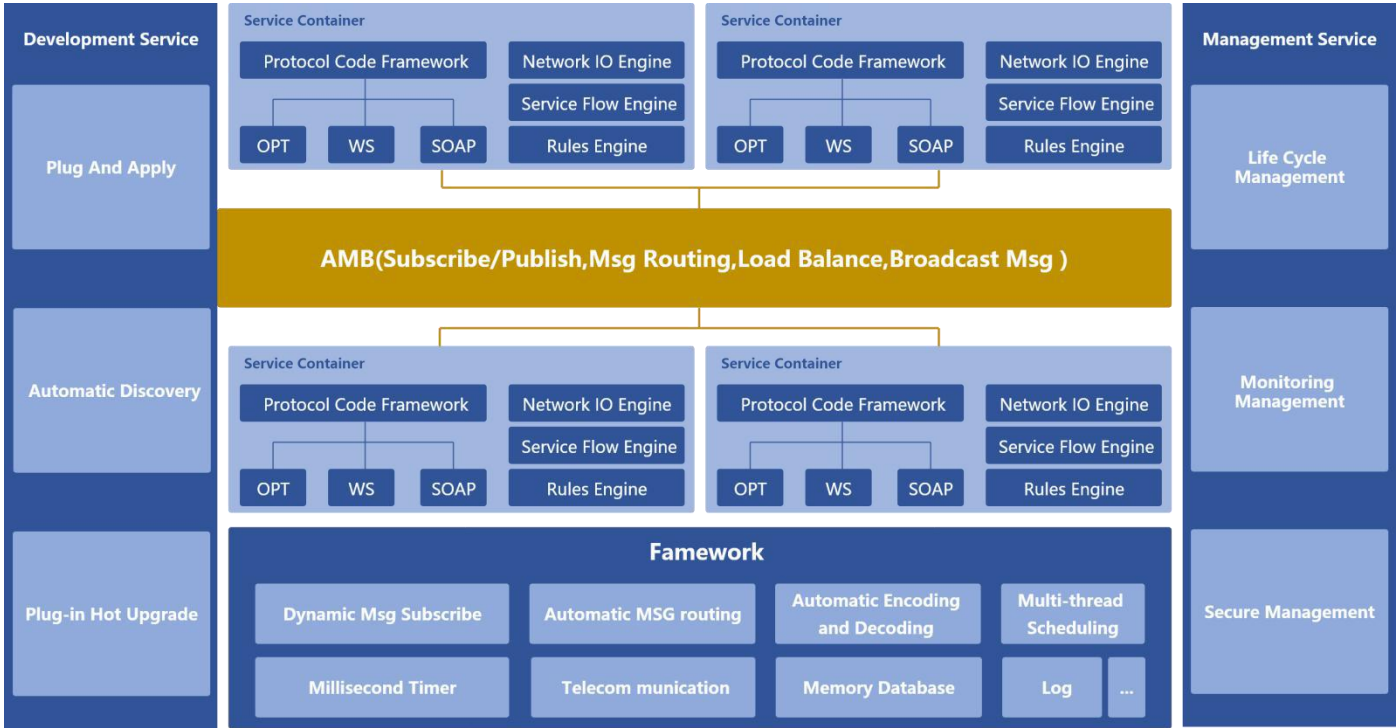 Development Service
Plug And Apply
Automatic Discovery
Plug-in Hot Upgrade
Service Container
Protocol Code Framework
OPT
WS
SOAP
Network IO Engine
Service Flow Engine
Rules Engine
Service Container
Protocol Code Framework
OPT
WS
SOAP
Network IO Engine
Service Flow Engine
Rules Engine
AMB(Subscribe/Publish,Msg Routing,Load Balance,Broadcast Msg )
Service Container
Protocol Code Framework
OPT
WS
SOAP
Network IO Engine
Service Flow Engine
Rules Engine
Service Container
Protocol Code Framework
OPT
WS
SOAP
Network IO Engine
Service Flow Engine
Rules Engine
Famework
Dynamic Msg Subscribe
Automatic MSG routing
Automatic Encoding
and Decoding
Multi-thread
Scheduling
Millisecond Timer
Telecom munication
Memory Database
Log
...
Management Service
Life Cycle
Management
Monitoring
Management
Secure Management